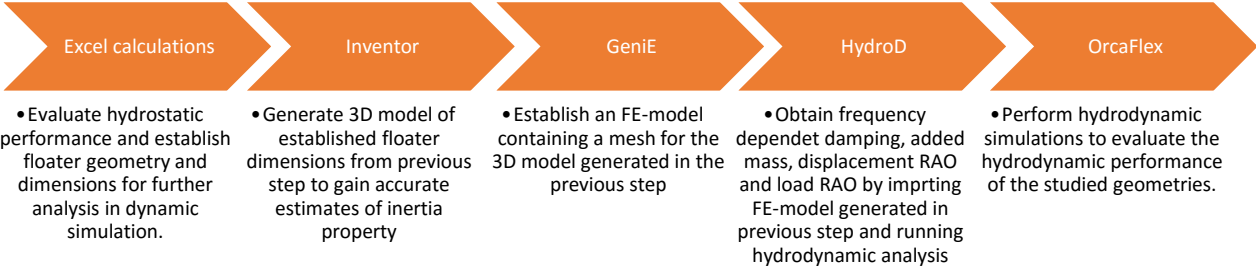 Excel calculations
•Evaluate hydrostatic
performance and establish
floater geometry and
dimensions for further
analysis in dynamic
simulation.
Inventor
•Generate 3D model of
established floater
dimensions from previous
step to gain accurate
estimates of inertia
property
GeniE
•Establish an FE-model
containing a mesh for the
3D model generated in the
previous step
HydroD
•Obtain frequency
dependet damping, added
mass, displacement RAO
and load RAO by imprting
FE-model generated in
previous step and running
hydrodynamic analysis
OrcaFlex
•Perform hydrodynamic
simulations to evaluate the
hydrodynamic performance
of the studied geometries.